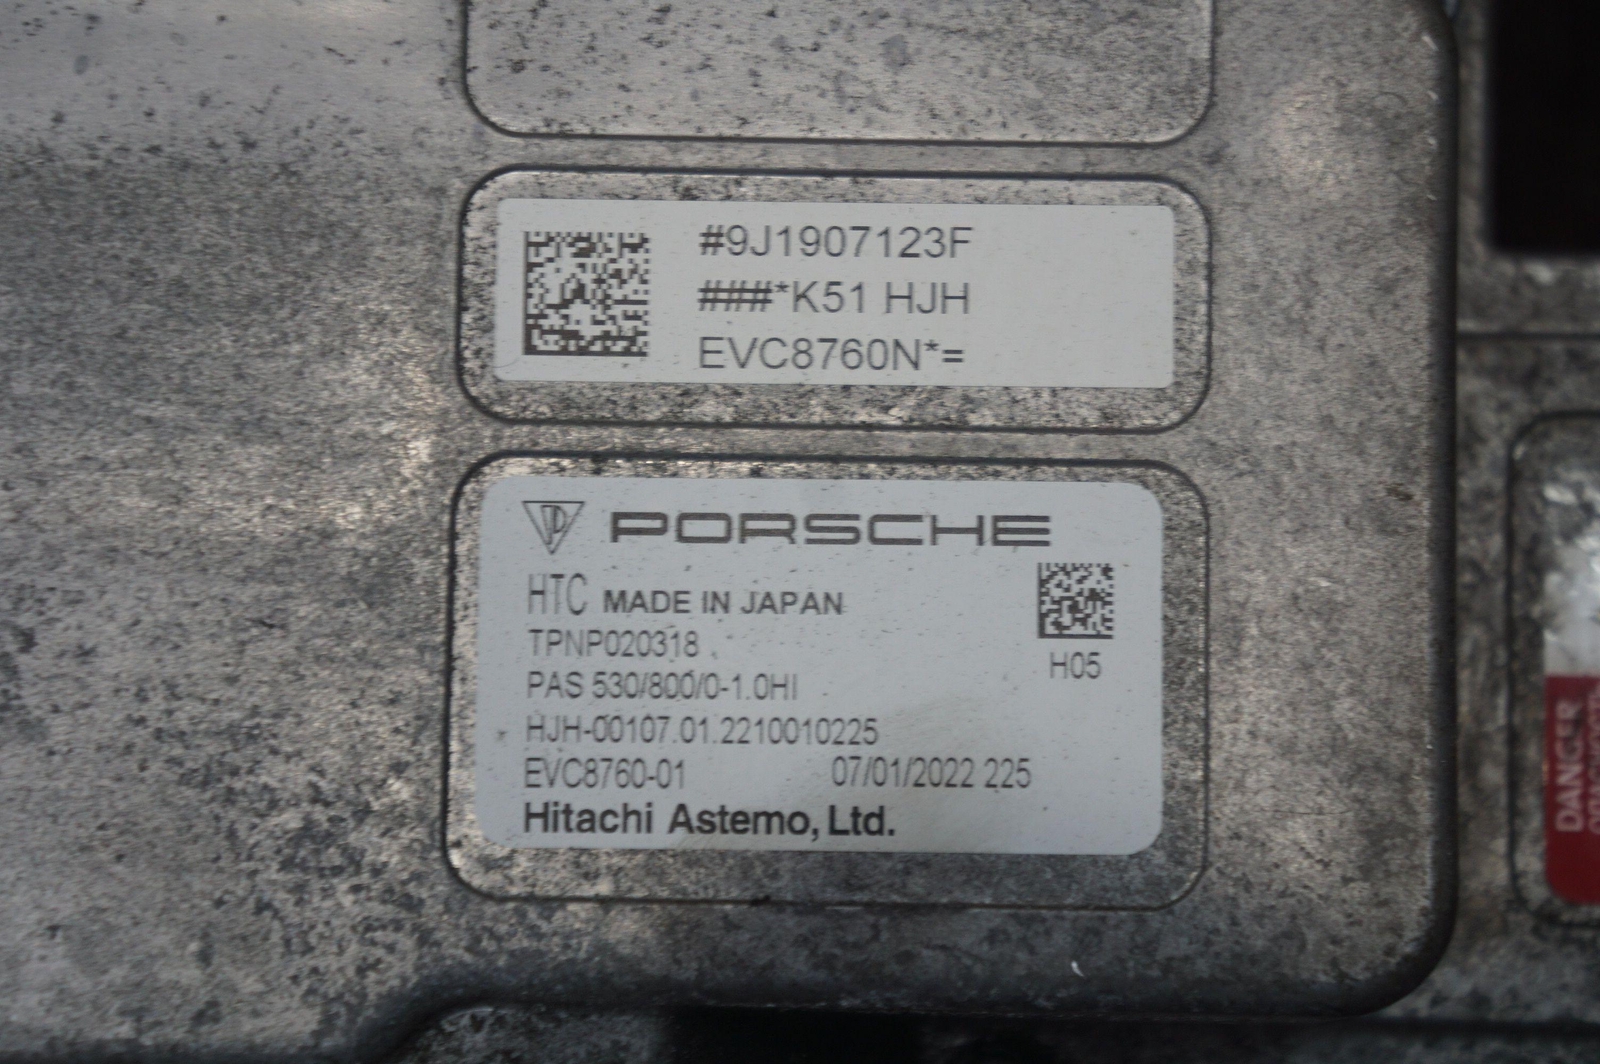 #9J1907123F
###*K51 HJH
EVC8760N*=
PORSCHE
HTC MADE IN JAPAN
TPNP020318
H05
PAS 530/800/0-1.0HI
HJH-00107.01.2210010225
EVC8760-01 07/01/2022 225
Hitachi Astemo, Ltd.
DANGER